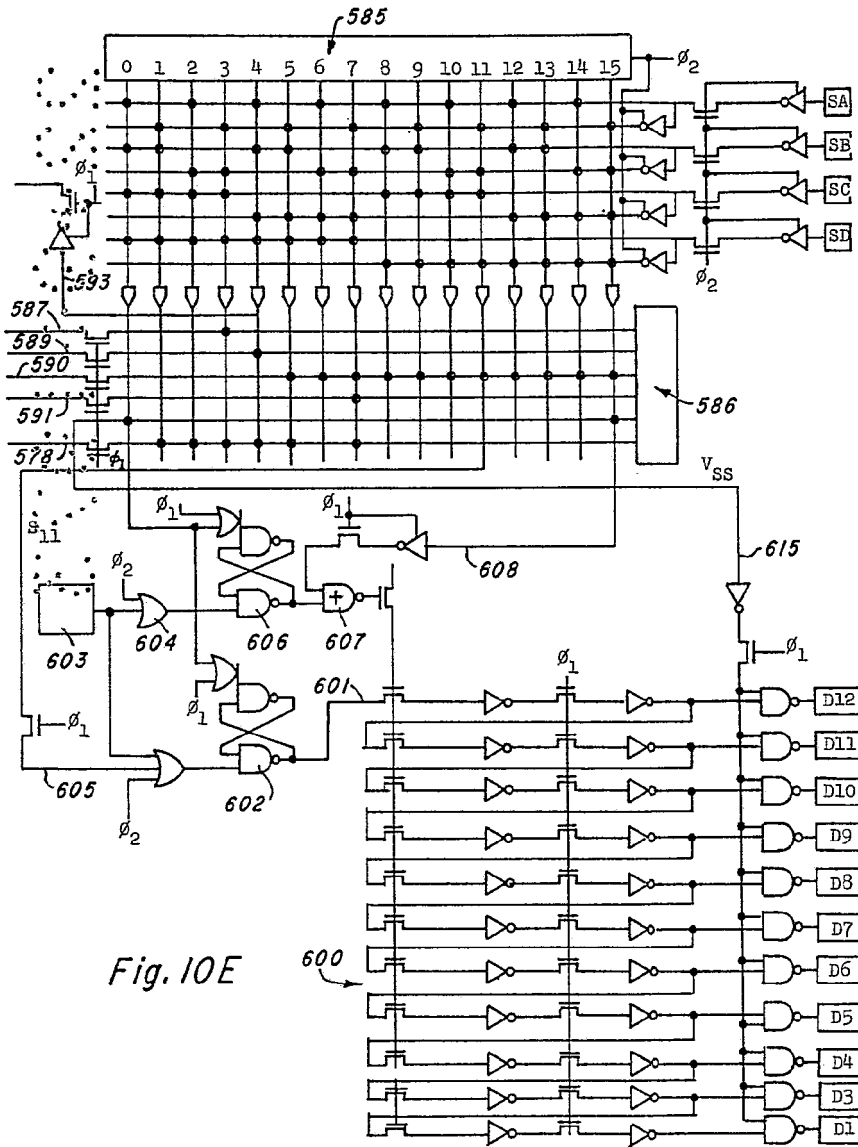 585
0 1 2 3 4 5 6 7 8 9 10 11 12 13 14 15
ø2
SA
SB
SC
SD
ø2
ø1
593
587
589
590
591
578
ø1
586
VSS
S11
ø1
ø1
608
615
ø2
603
604
606
607
ø1
ø1
ø1
601
ø1
605
602
ø2
D12
D11
D10
D9
D8
D7
D6
D5
D4
D3
D1
600
Fig. 10E